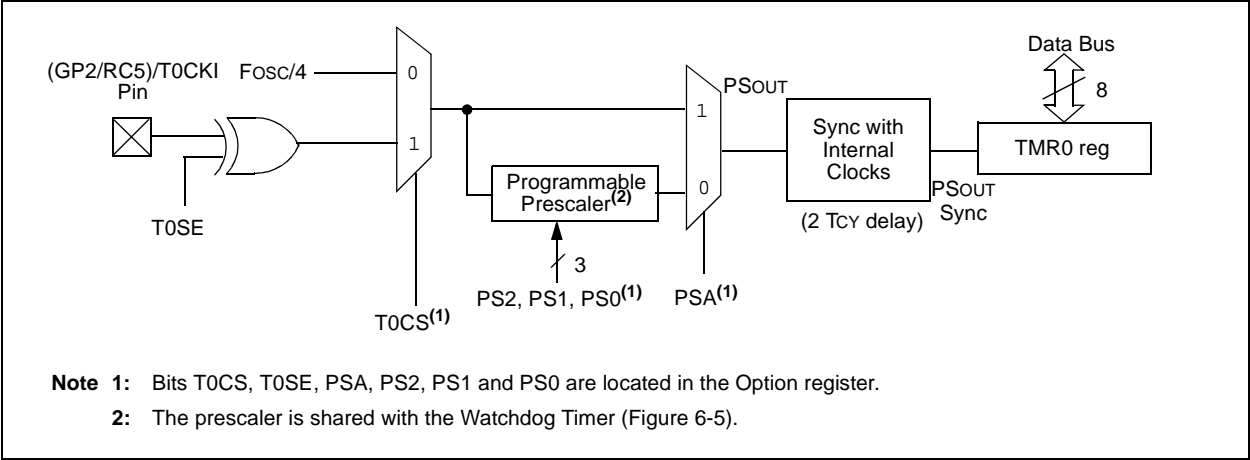 Data Bus
(GP2/RC5)/T0CKI
Pin
FOSC/4
0
1
T0SE
T0CS(1)
Programmable
Prescaler(2)
3
PS2, PS1, PS0(1)
1
0
PSA(1)
PSOUT
Sync with
Internal
Clocks
(2 TCY delay)
PSOUT
Sync
8
TMR0 reg
Note 1: Bits T0CS, T0SE, PSA, PS2, PS1 and PS0 are located in the Option register.
2: The prescaler is shared with the Watchdog Timer (Figure 6-5).